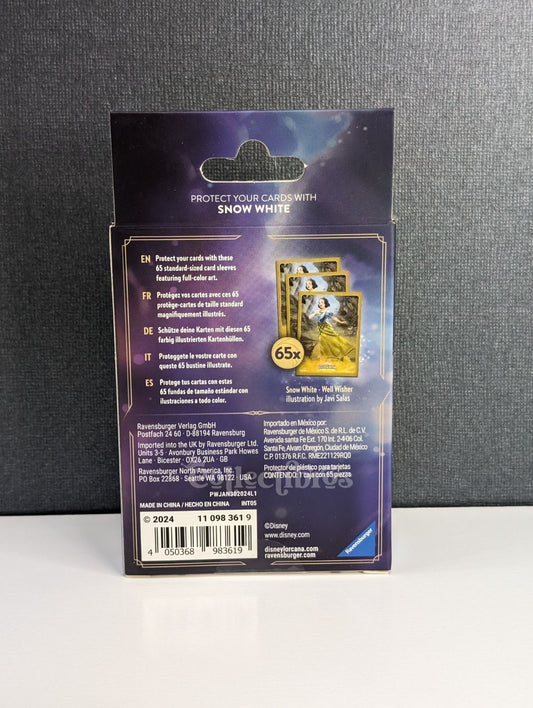 PROTECT YOUR CARDS WITH
SNOW WHITE
EN Protect your cards with these
65 standard-sized card sleeves
featuring full-color art.
FR Protégez vos cartes avec ces 65
protège-cartes de taille standard
magnifiquement illustrés.
DE Schütze deine Karten mit diesen 65
farbig illustrierten Kartenhüllen.
IT Proteggete le vostre carte con
queste 65 bustine illustrate.
ES Protege tus cartas con estas
65 fundas de tamaño estándar con
ilustraciones a todo color.
65x
Snow White - Well Wisher
illustration by Javi Salas
Ravensburger Verlag GmbH
Postfach 24 60 · D-88194 Ravensburg
Imported into the UK by Ravensburger Ltd.
Units 3-5 · Avonbury Business Park Howes
Lane · Bicester · OX26 2UA · GB
Ravensburger North America, Inc.
PO Box 22868 · Seattle WA 98122 · USA
PWJAN302024L1
MADE IN CHINA / HECHO EN CHINA INT05
Importado en México por:
Ravensburger de México S. de R.L. de C.V.
Avenida santa Fe Ext. 170 Int. 2-4-06 Col.
Santa Fe, Alvaro Obregón, Ciudad de México
C.P. 01376 R.F.C. RME221129RQ0
Protector de plástico para tarjetas
CONTENIDO: 1 caja con 65 piezas
Collectibles
© 2024 11 098 361 9
4 050368 983619
©Disney
www.disney.com
disneylorcana.com
ravensburger.com
Ravensburger